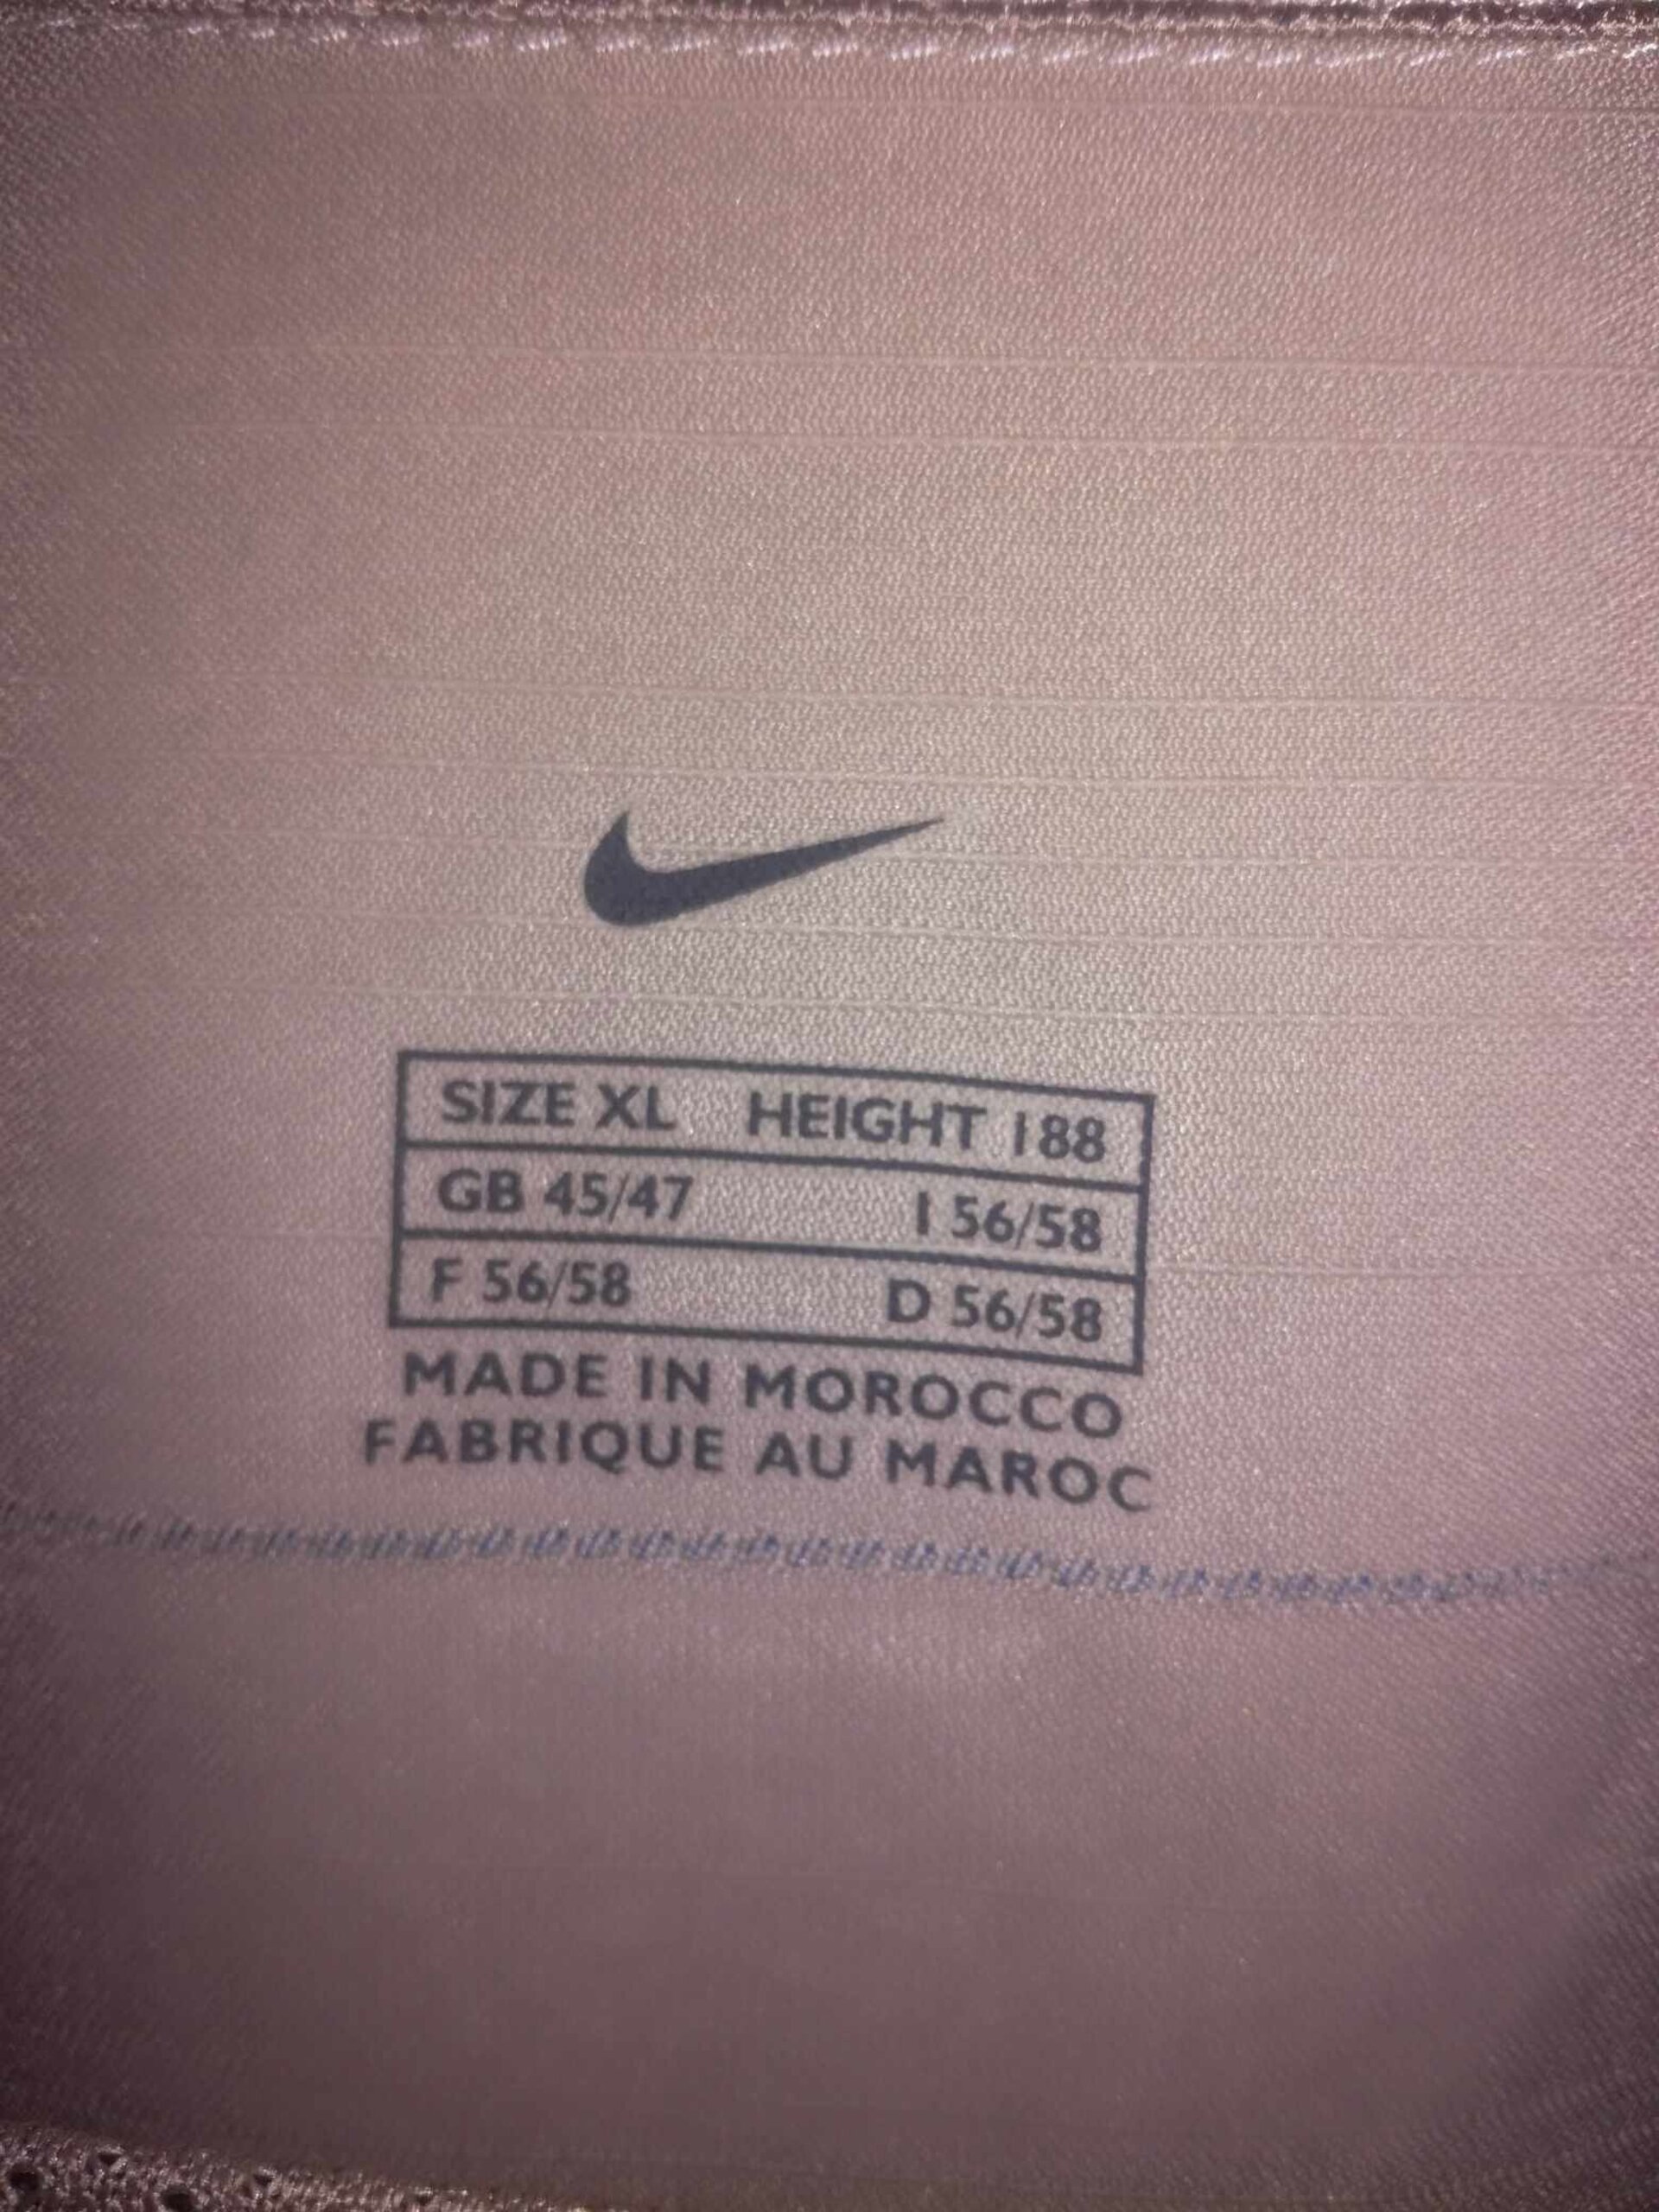 SIZE XL HEIGHT 188
GB 45/47 I 56/58
F 56/58 D 56/58
MADE IN MOROCCO
FABRIQUE AU MAROC